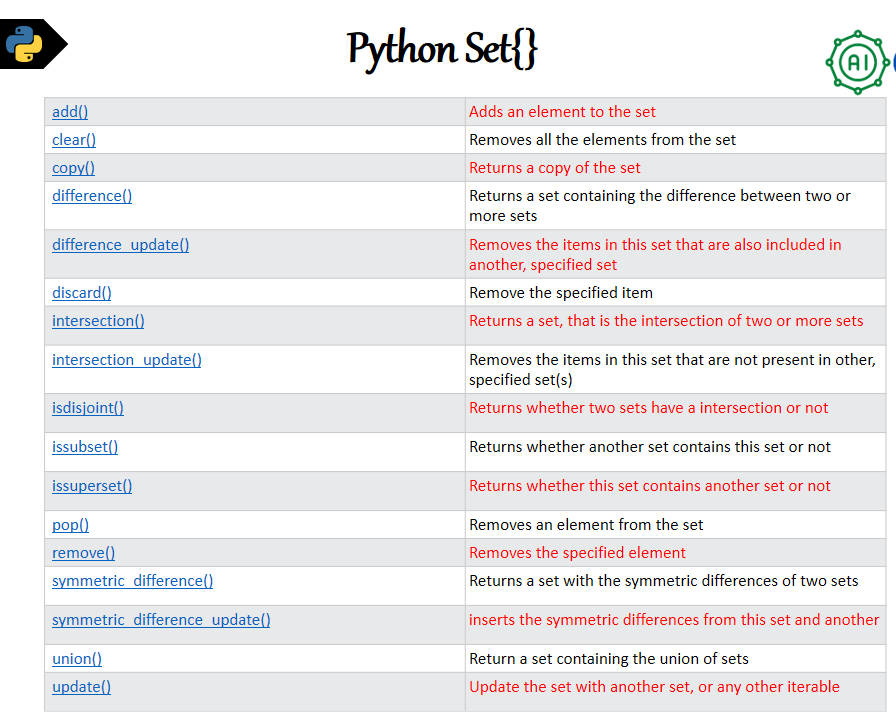 Python Set{}
AI
add()
Adds an element to the set
clear()
Removes all the elements from the set
copy()
Returns a copy of the set
difference()
Returns a set containing the difference between two or
more sets
difference_update()
Removes the items in this set that are also included in
another, specified set
discard()
Remove the specified item
intersection()
Returns a set, that is the intersection of two or more sets
intersection_update()
Removes the items in this set that are not present in other,
specified set(s)
isdisjoint()
Returns whether two sets have a intersection or not
issubset()
Returns whether another set contains this set or not
issuperset()
Returns whether this set contains another set or not
pop()
Removes an element from the set
remove()
Removes the specified element
symmetric_difference()
Returns a set with the symmetric differences of two sets
symmetric_difference_update()
inserts the symmetric differences from this set and another
union()
Return a set containing the union of sets
update()
Update the set with another set, or any other iterable